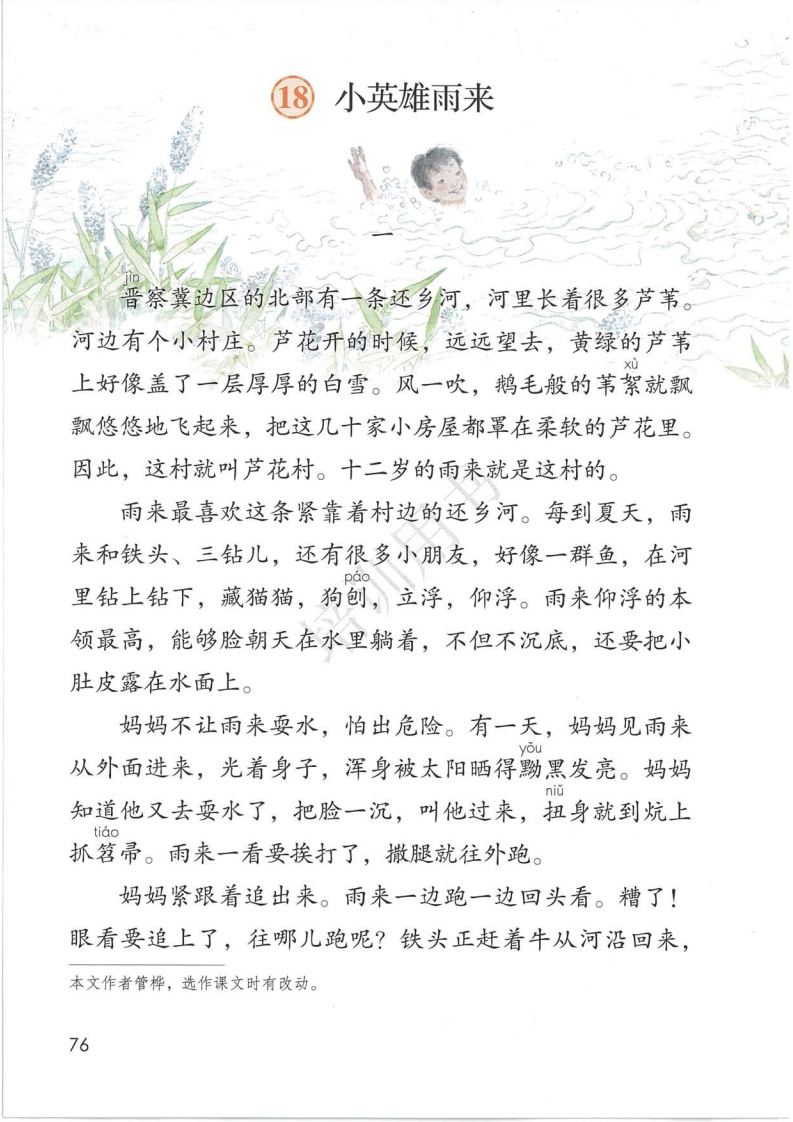 18 小英雄雨来
一
jìn
晋察冀边区的北部有一条还乡河，河里长着很多芦苇。
河边有个小村庄。芦花开的时候，远远望去，黄绿的芦苇
xù
上好像盖了一层厚厚的白雪。风一吹，鹅毛般的苇絮就飘
飘悠悠地飞起来，把这几十家小房屋都罩在柔软的芦花里。
因此，这村就叫芦花村。十二岁的雨来就是这村的。
雨来最喜欢这条紧靠着村边的还乡河。每到夏天，雨
来和铁头、三钻儿，还有很多小朋友，好像一群鱼，在河
páo
里钻上钻下，藏猫猫，狗刨，立浮，仰浮。雨来仰浮的本
领最高，能够脸朝天在水里躺着，不但不沉底，还要把小
肚皮露在水面上。
妈妈不让雨来耍水，怕出危险。有一天，妈妈见雨来
yǒu
从外面进来，光着身子，浑身被太阳晒得黝黑发亮。妈妈
niǔ
知道他又去耍水了，把脸一沉，叫他过来，扭身就到炕上
tiáo
抓笤帚。雨来一看要挨打了，撒腿就往外跑。
妈妈紧跟着追出来。雨来一边跑一边回头看。糟了！
眼看要追上了，往哪儿跑呢？铁头正赶着牛从河沿回来，
本文作者管桦，选作课文时有改动。
76
培训用书